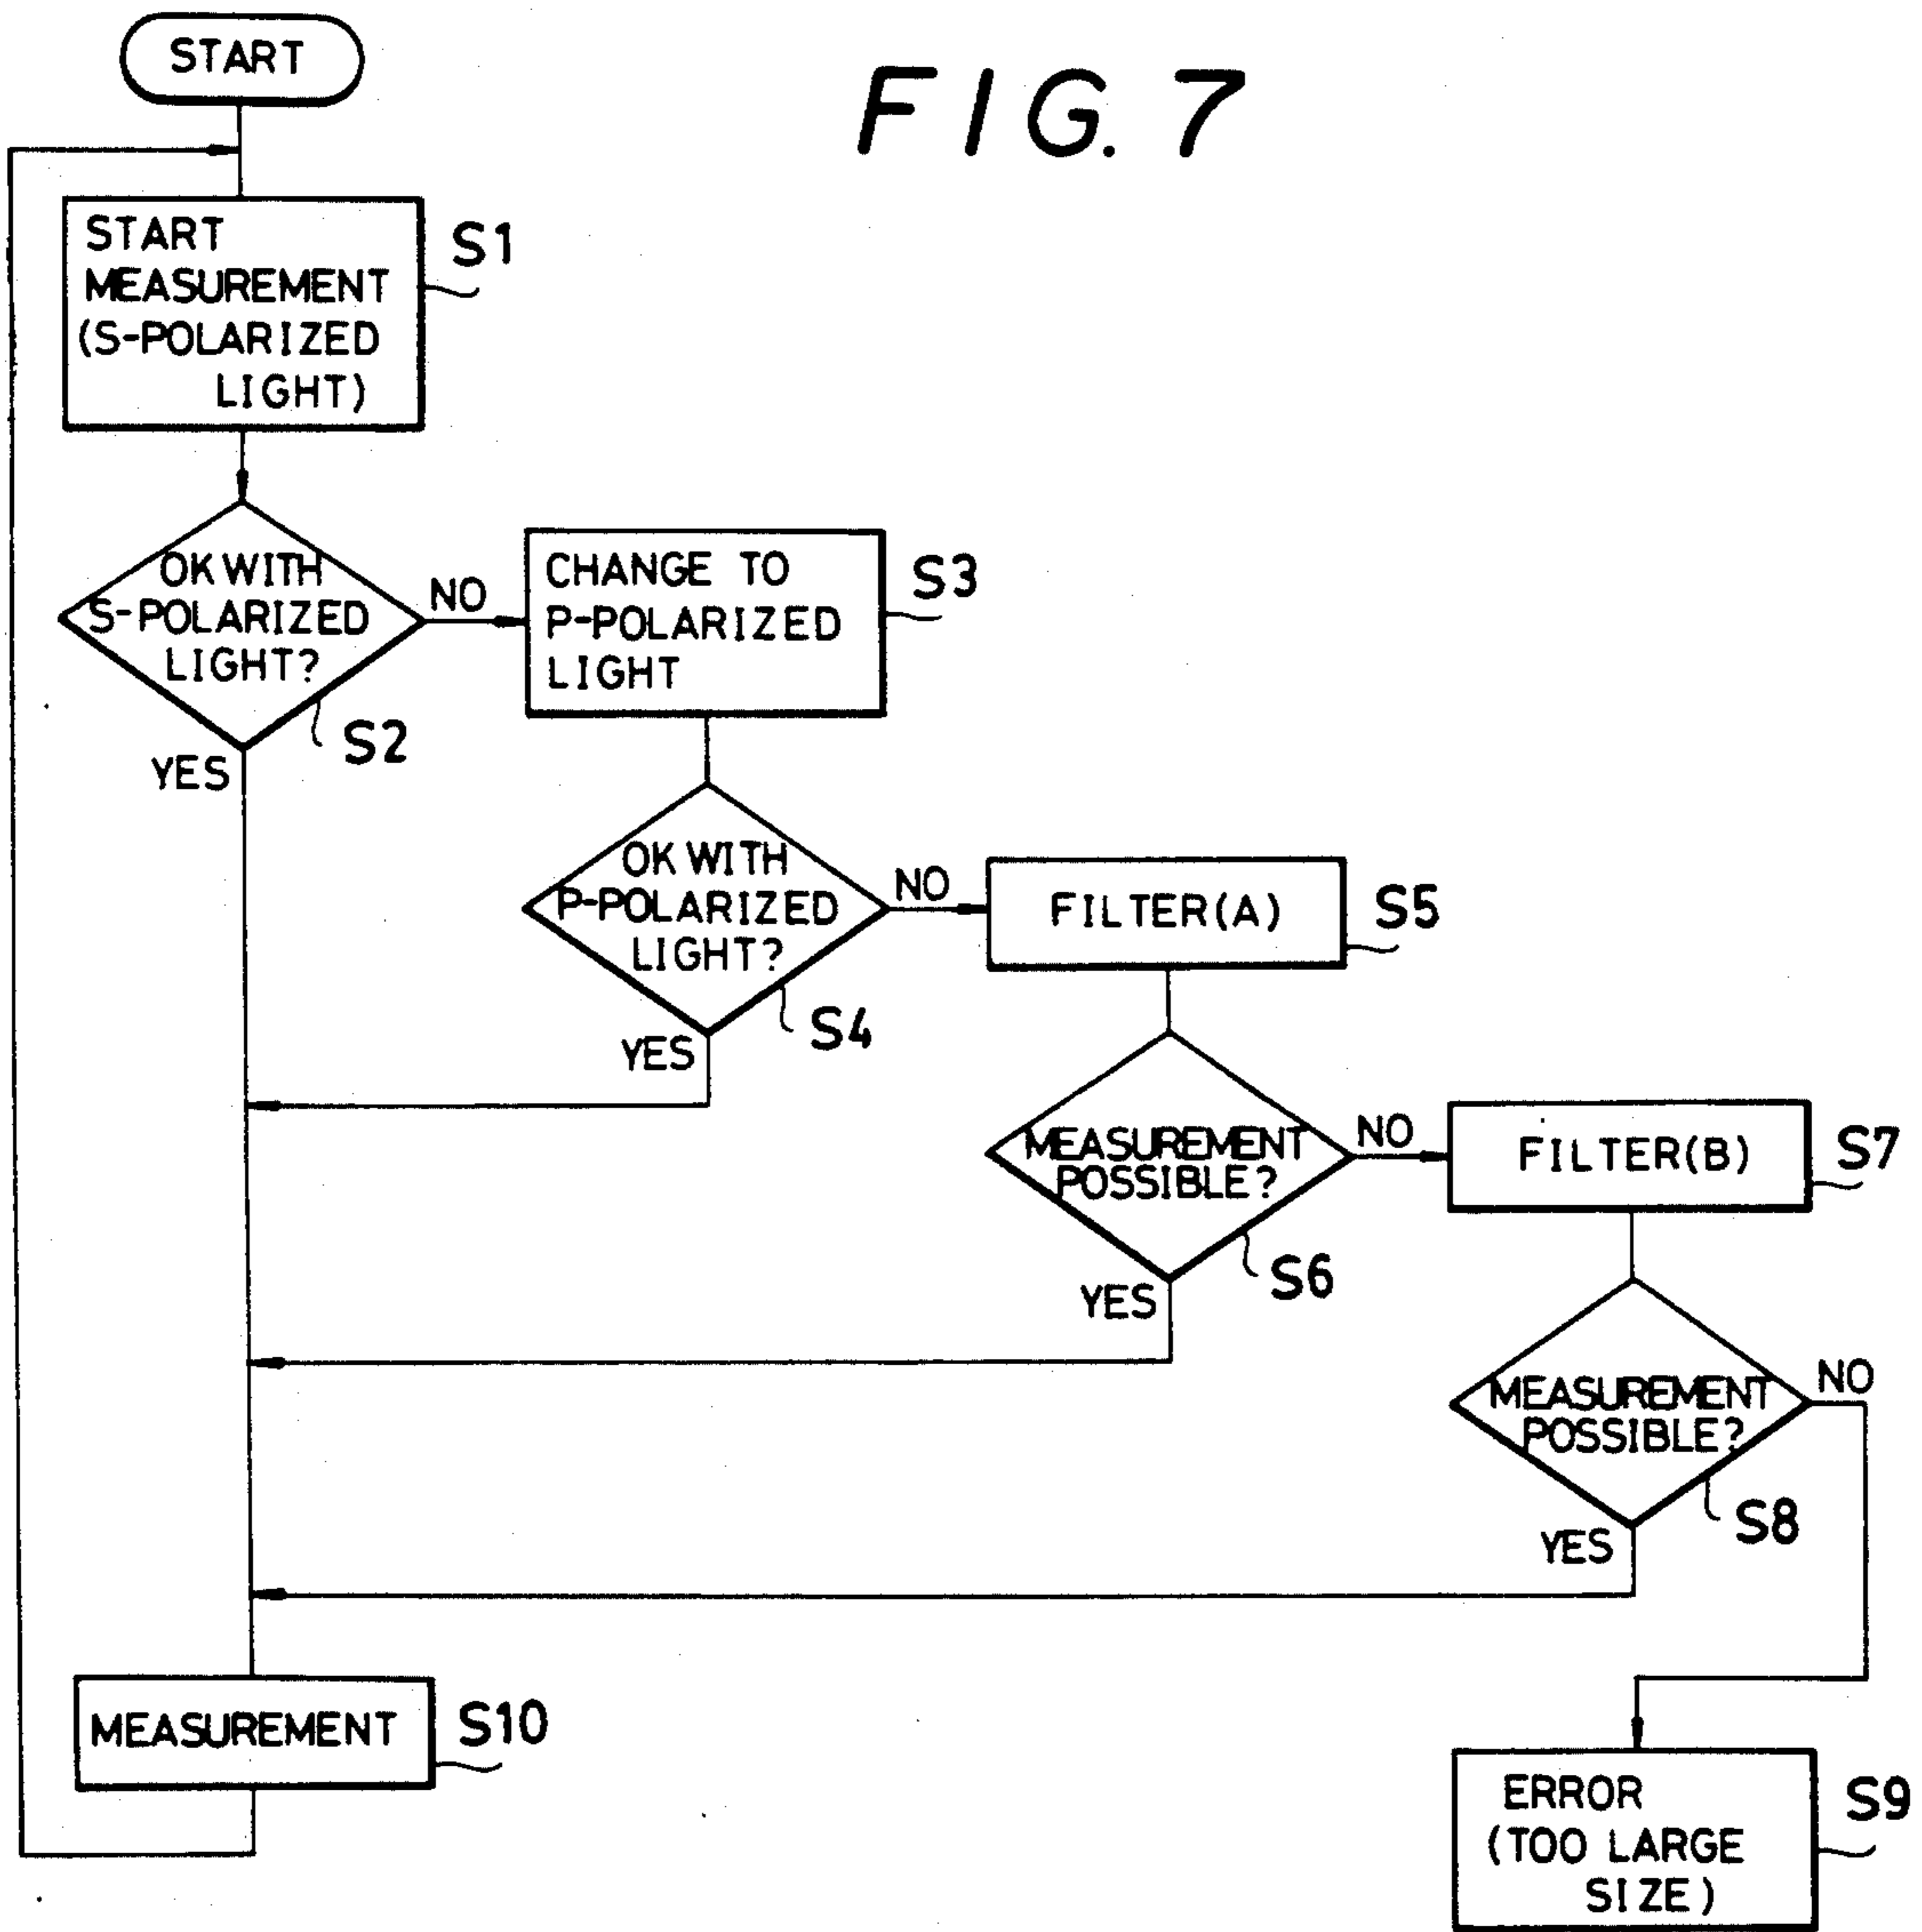 START
FIG. 7
START
MEASUREMENT
(S-POLARIZED
LIGHT)
S1
OK WITH
S-POLARIZED
LIGHT?
NO
YES
S2
CHANGE TO
P-POLARIZED
LIGHT
S3
OK WITH
P-POLARIZED
LIGHT?
NO
YES
S4
FILTER(A)
S5
MEASUREMENT
POSSIBLE?
NO
YES
S6
FILTER(B)
S7
MEASUREMENT
POSSIBLE?
NO
YES
S8
MEASUREMENT
S10
ERROR
(TOO LARGE
SIZE)
S9